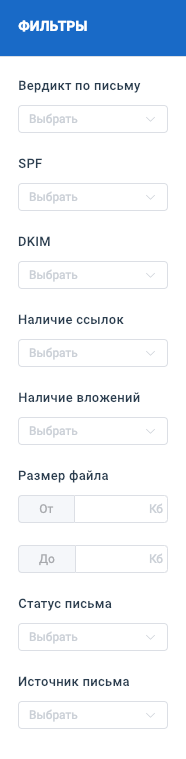 ФИЛЬТРЫ
Вердикт по письму
Выбрать
SPF
Выбрать
DKIM
Выбрать
Наличие ссылок
Выбрать
Наличие вложений
Выбрать
Размер файла
От Кб
До Кб
Статус письма
Выбрать
Источник письма
Выбрать